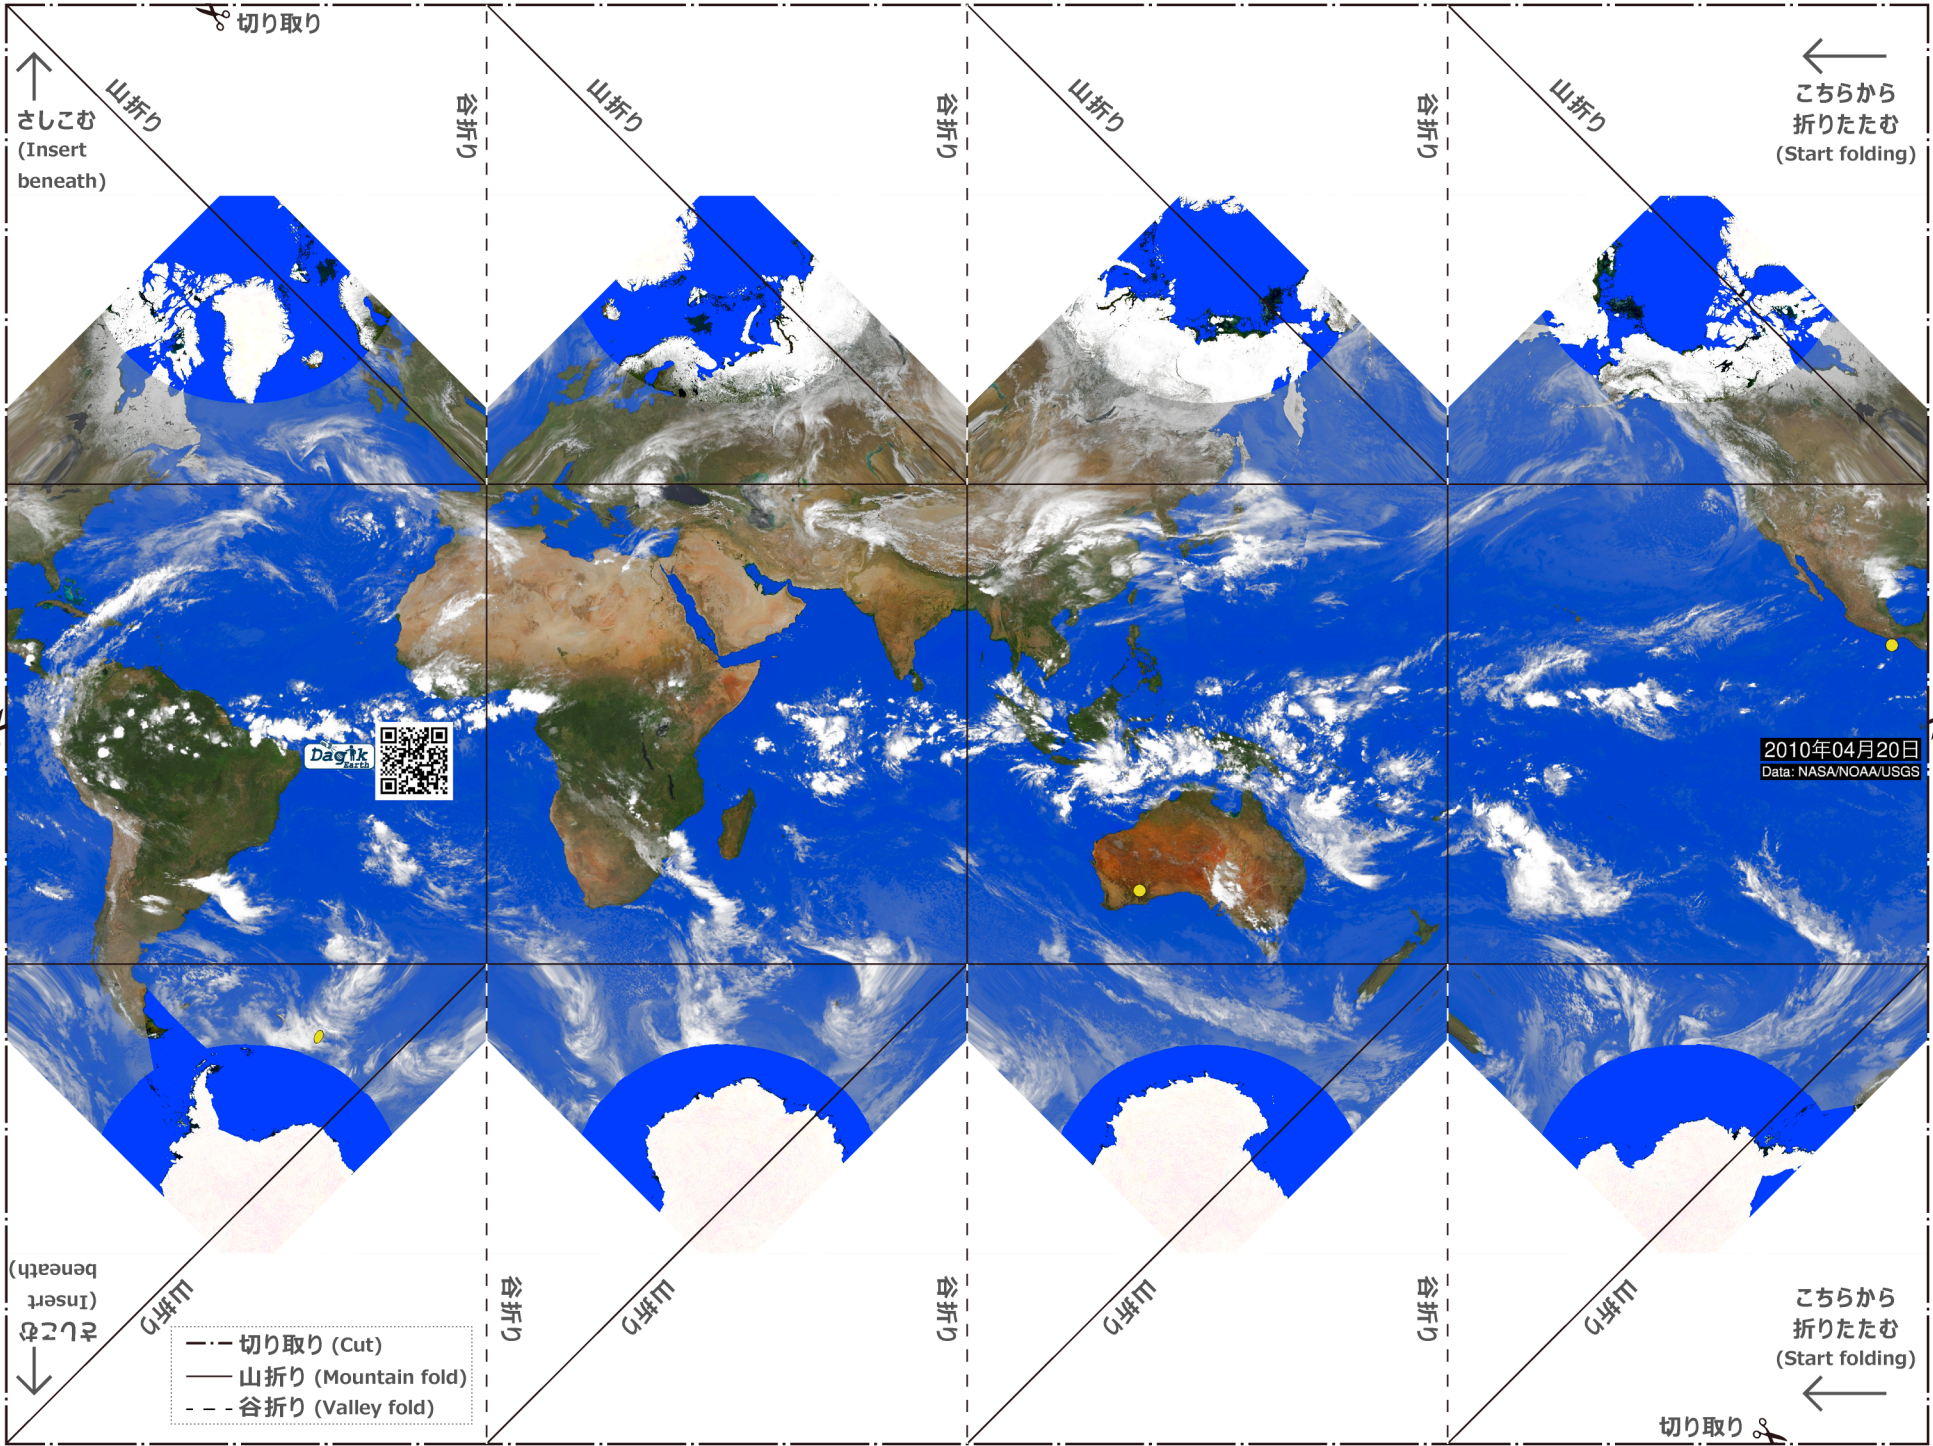 切り取り
山折り
谷折り
山折り
谷折り
山折り
谷折り
山折り
さしこむ
(Insert
beneath)
こちらから
折りたたむ
(Start folding)
Dagik
Earth
2010年04月20日
Data: NASA/NOAA/USGS
さしこむ
(Insert
beneath)
山折り
谷折り
山折り
谷折り
山折り
谷折り
山折り
切り取り (Cut)
山折り (Mountain fold)
谷折り (Valley fold)
こちらから
折りたたむ
(Start folding)
切り取り